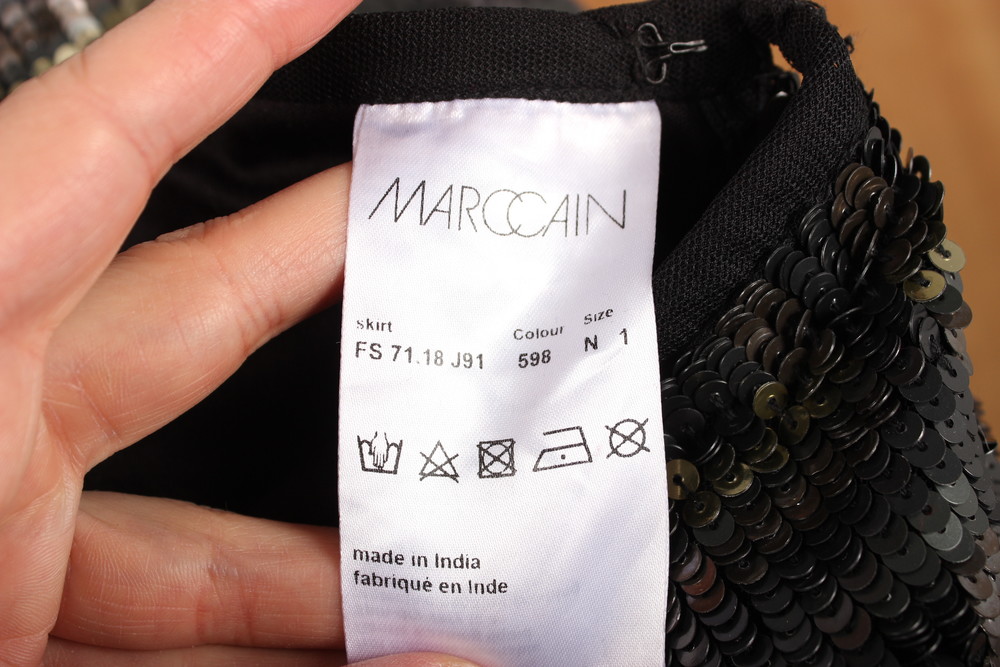 MARCCAIN
skirt Colour Size
FS 71.18 J91 598 N 1
made in India
fabriqué en Inde